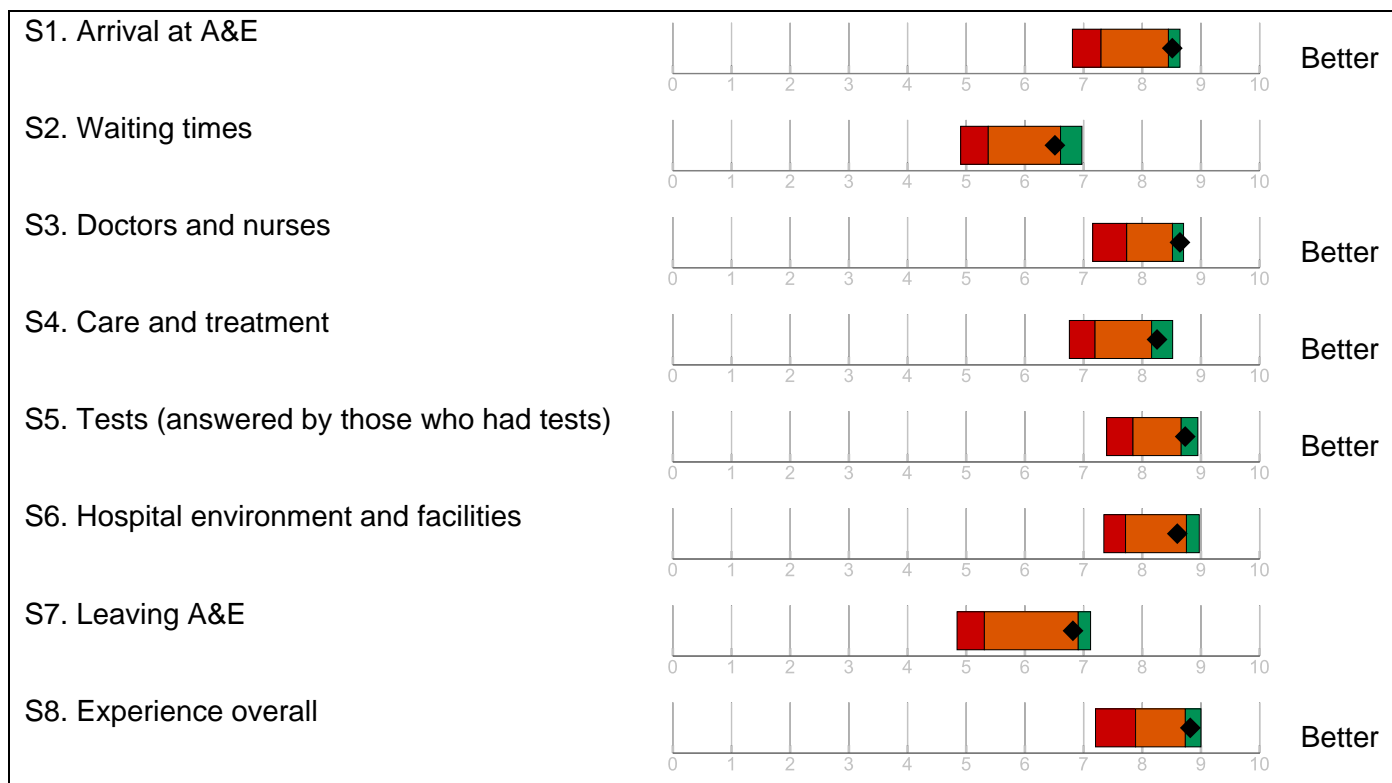 S1. Arrival at A&E
Better
0 1 2 3 4 5 6 7 8 9 10
S2. Waiting times
0 1 2 3 4 5 6 7 8 9 10
S3. Doctors and nurses
Better
0 1 2 3 4 5 6 7 8 9 10
S4. Care and treatment
Better
0 1 2 3 4 5 6 7 8 9 10
S5. Tests (answered by those who had tests)
Better
0 1 2 3 4 5 6 7 8 9 10
S6. Hospital environment and facilities
0 1 2 3 4 5 6 7 8 9 10
S7. Leaving A&E
0 1 2 3 4 5 6 7 8 9 10
S8. Experience overall
Better
0 1 2 3 4 5 6 7 8 9 10